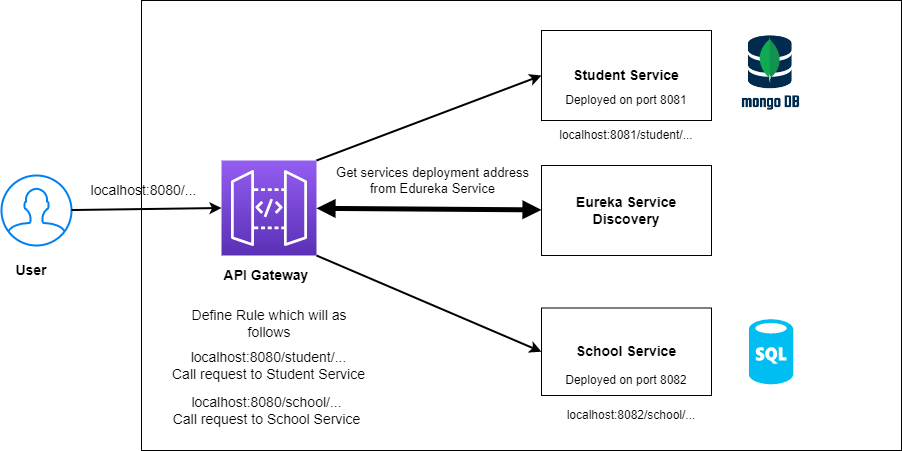 Student Service
Deployed on port 8081
mongo DB
localhost:8081/student/...
localhost:8080/...
Get services deployment address
from Edureka Service
Eureka Service
Discovery
User
API Gateway
Define Rule which will as
follows
localhost:8080/student/...
Call request to Student Service
localhost:8080/school/...
Call request to School Service
School Service
Deployed on port 8082
SQL
localhost:8082/school/...